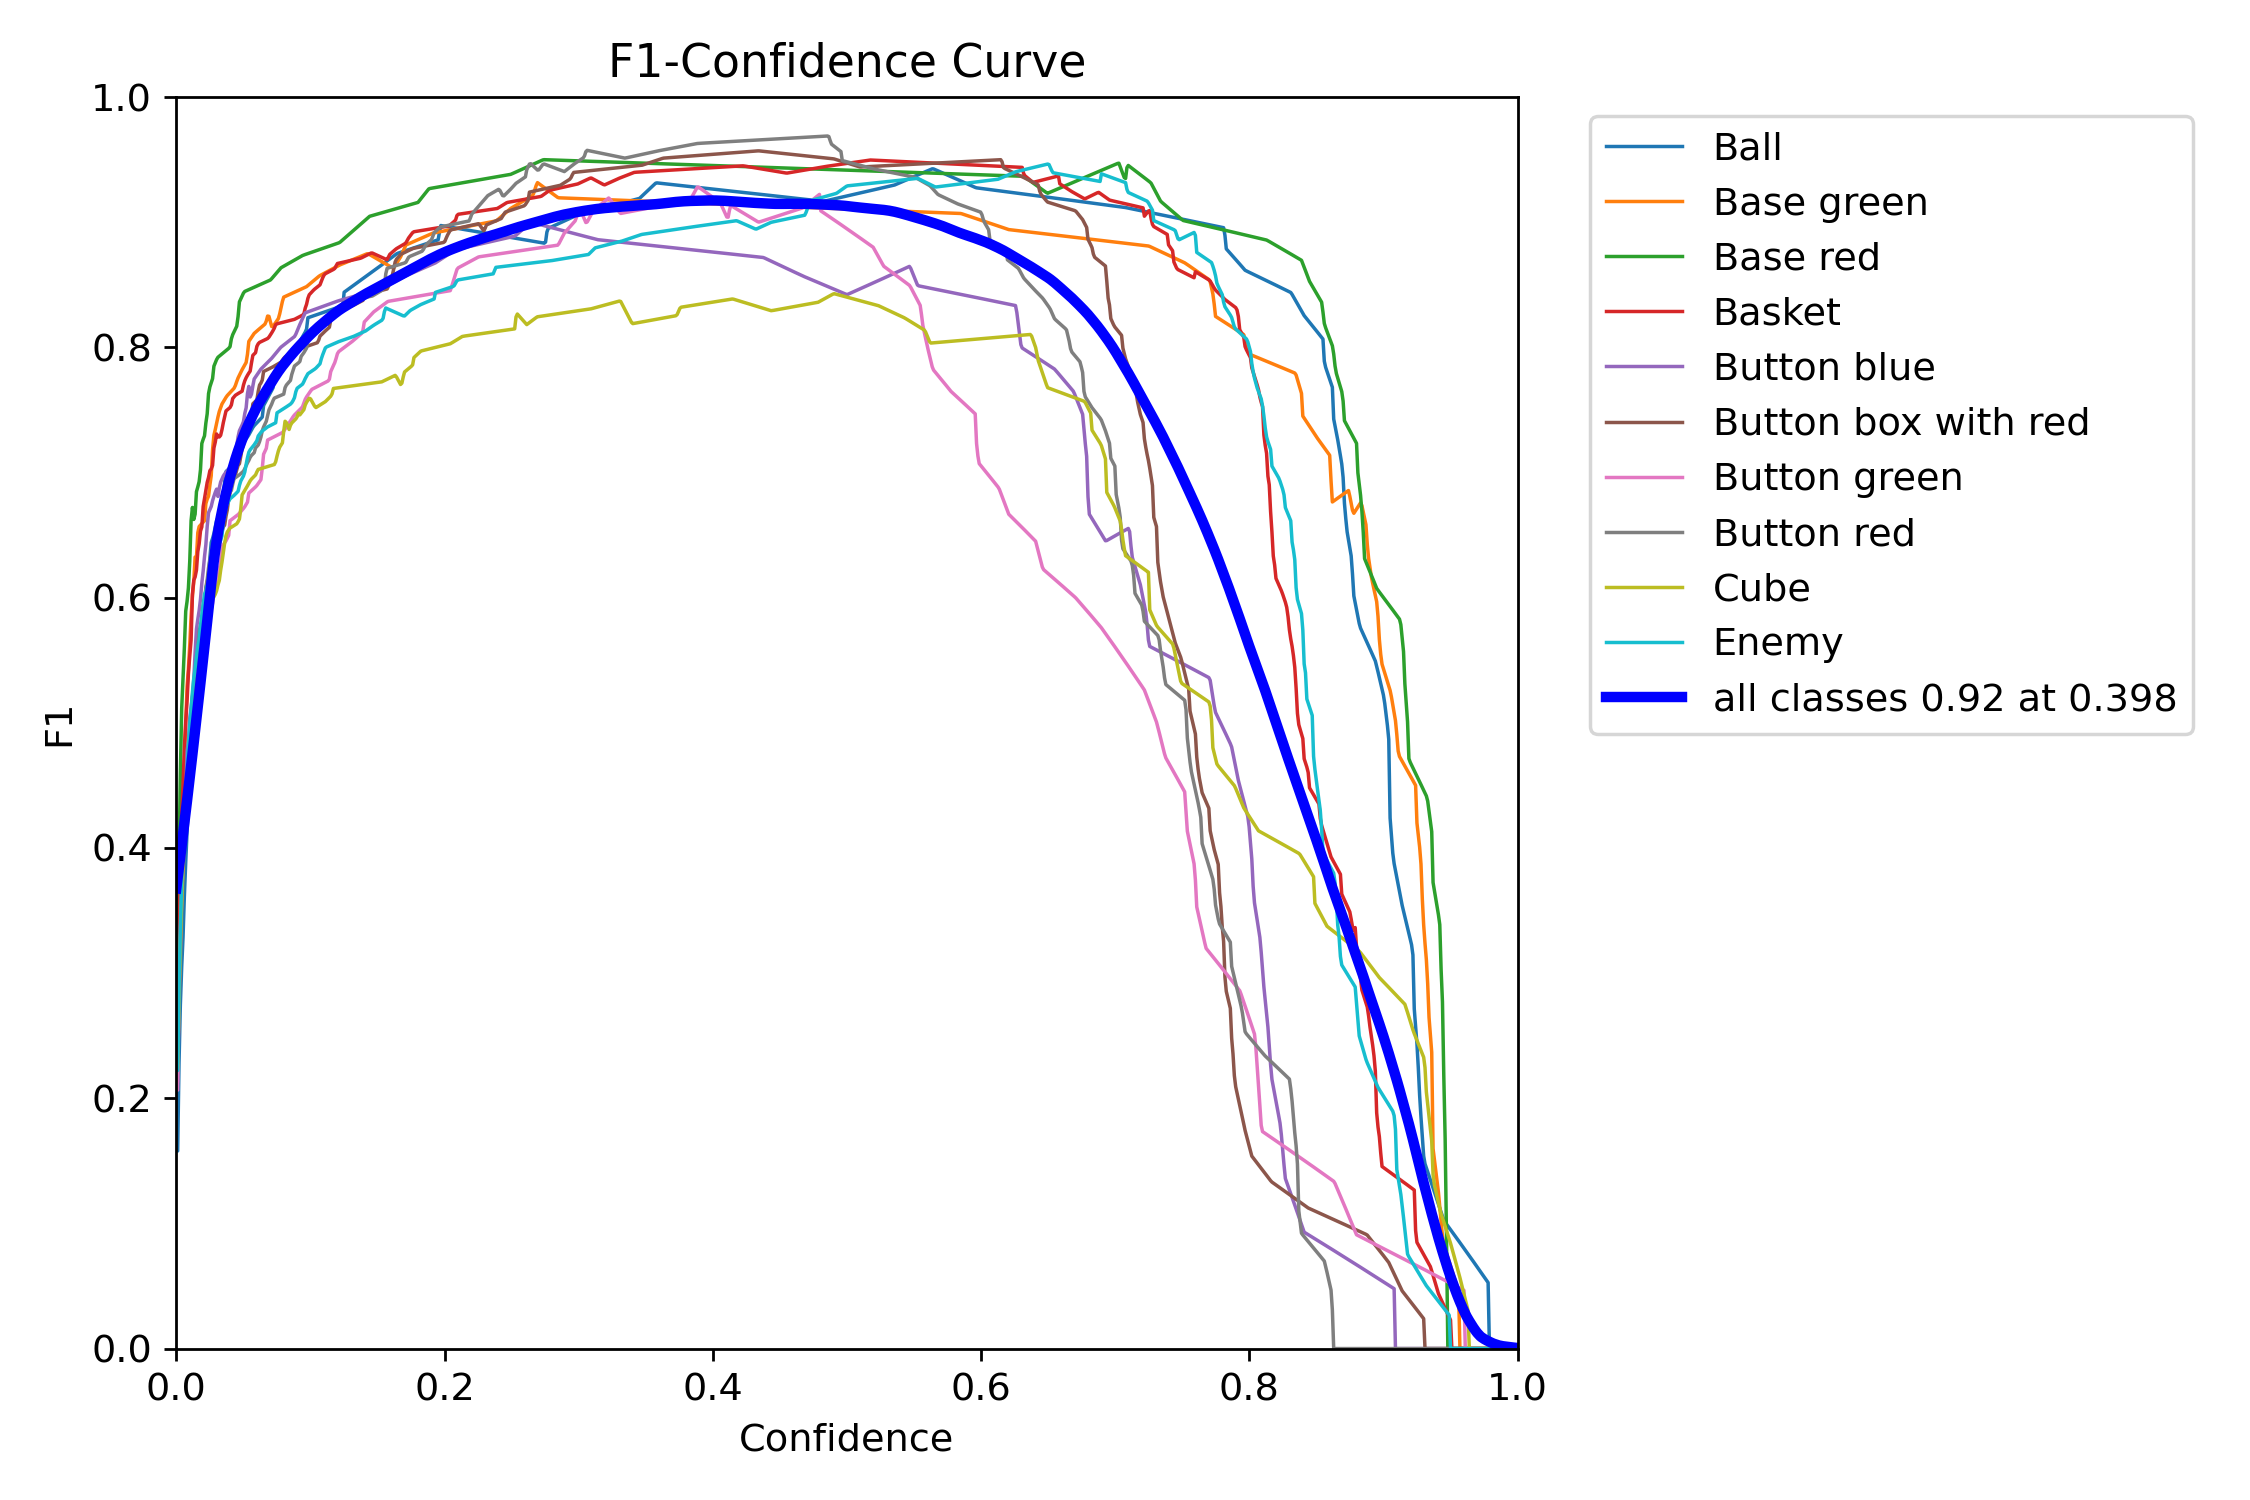 F1-Confidence Curve
1.0
0.8
0.6
0.4
0.2
0.0
F1
0.0 0.2 0.4 0.6 0.8 1.0
Confidence
Ball
Base green
Base red
Basket
Button blue
Button box with red
Button green
Button red
Cube
Enemy
all classes 0.92 at 0.398